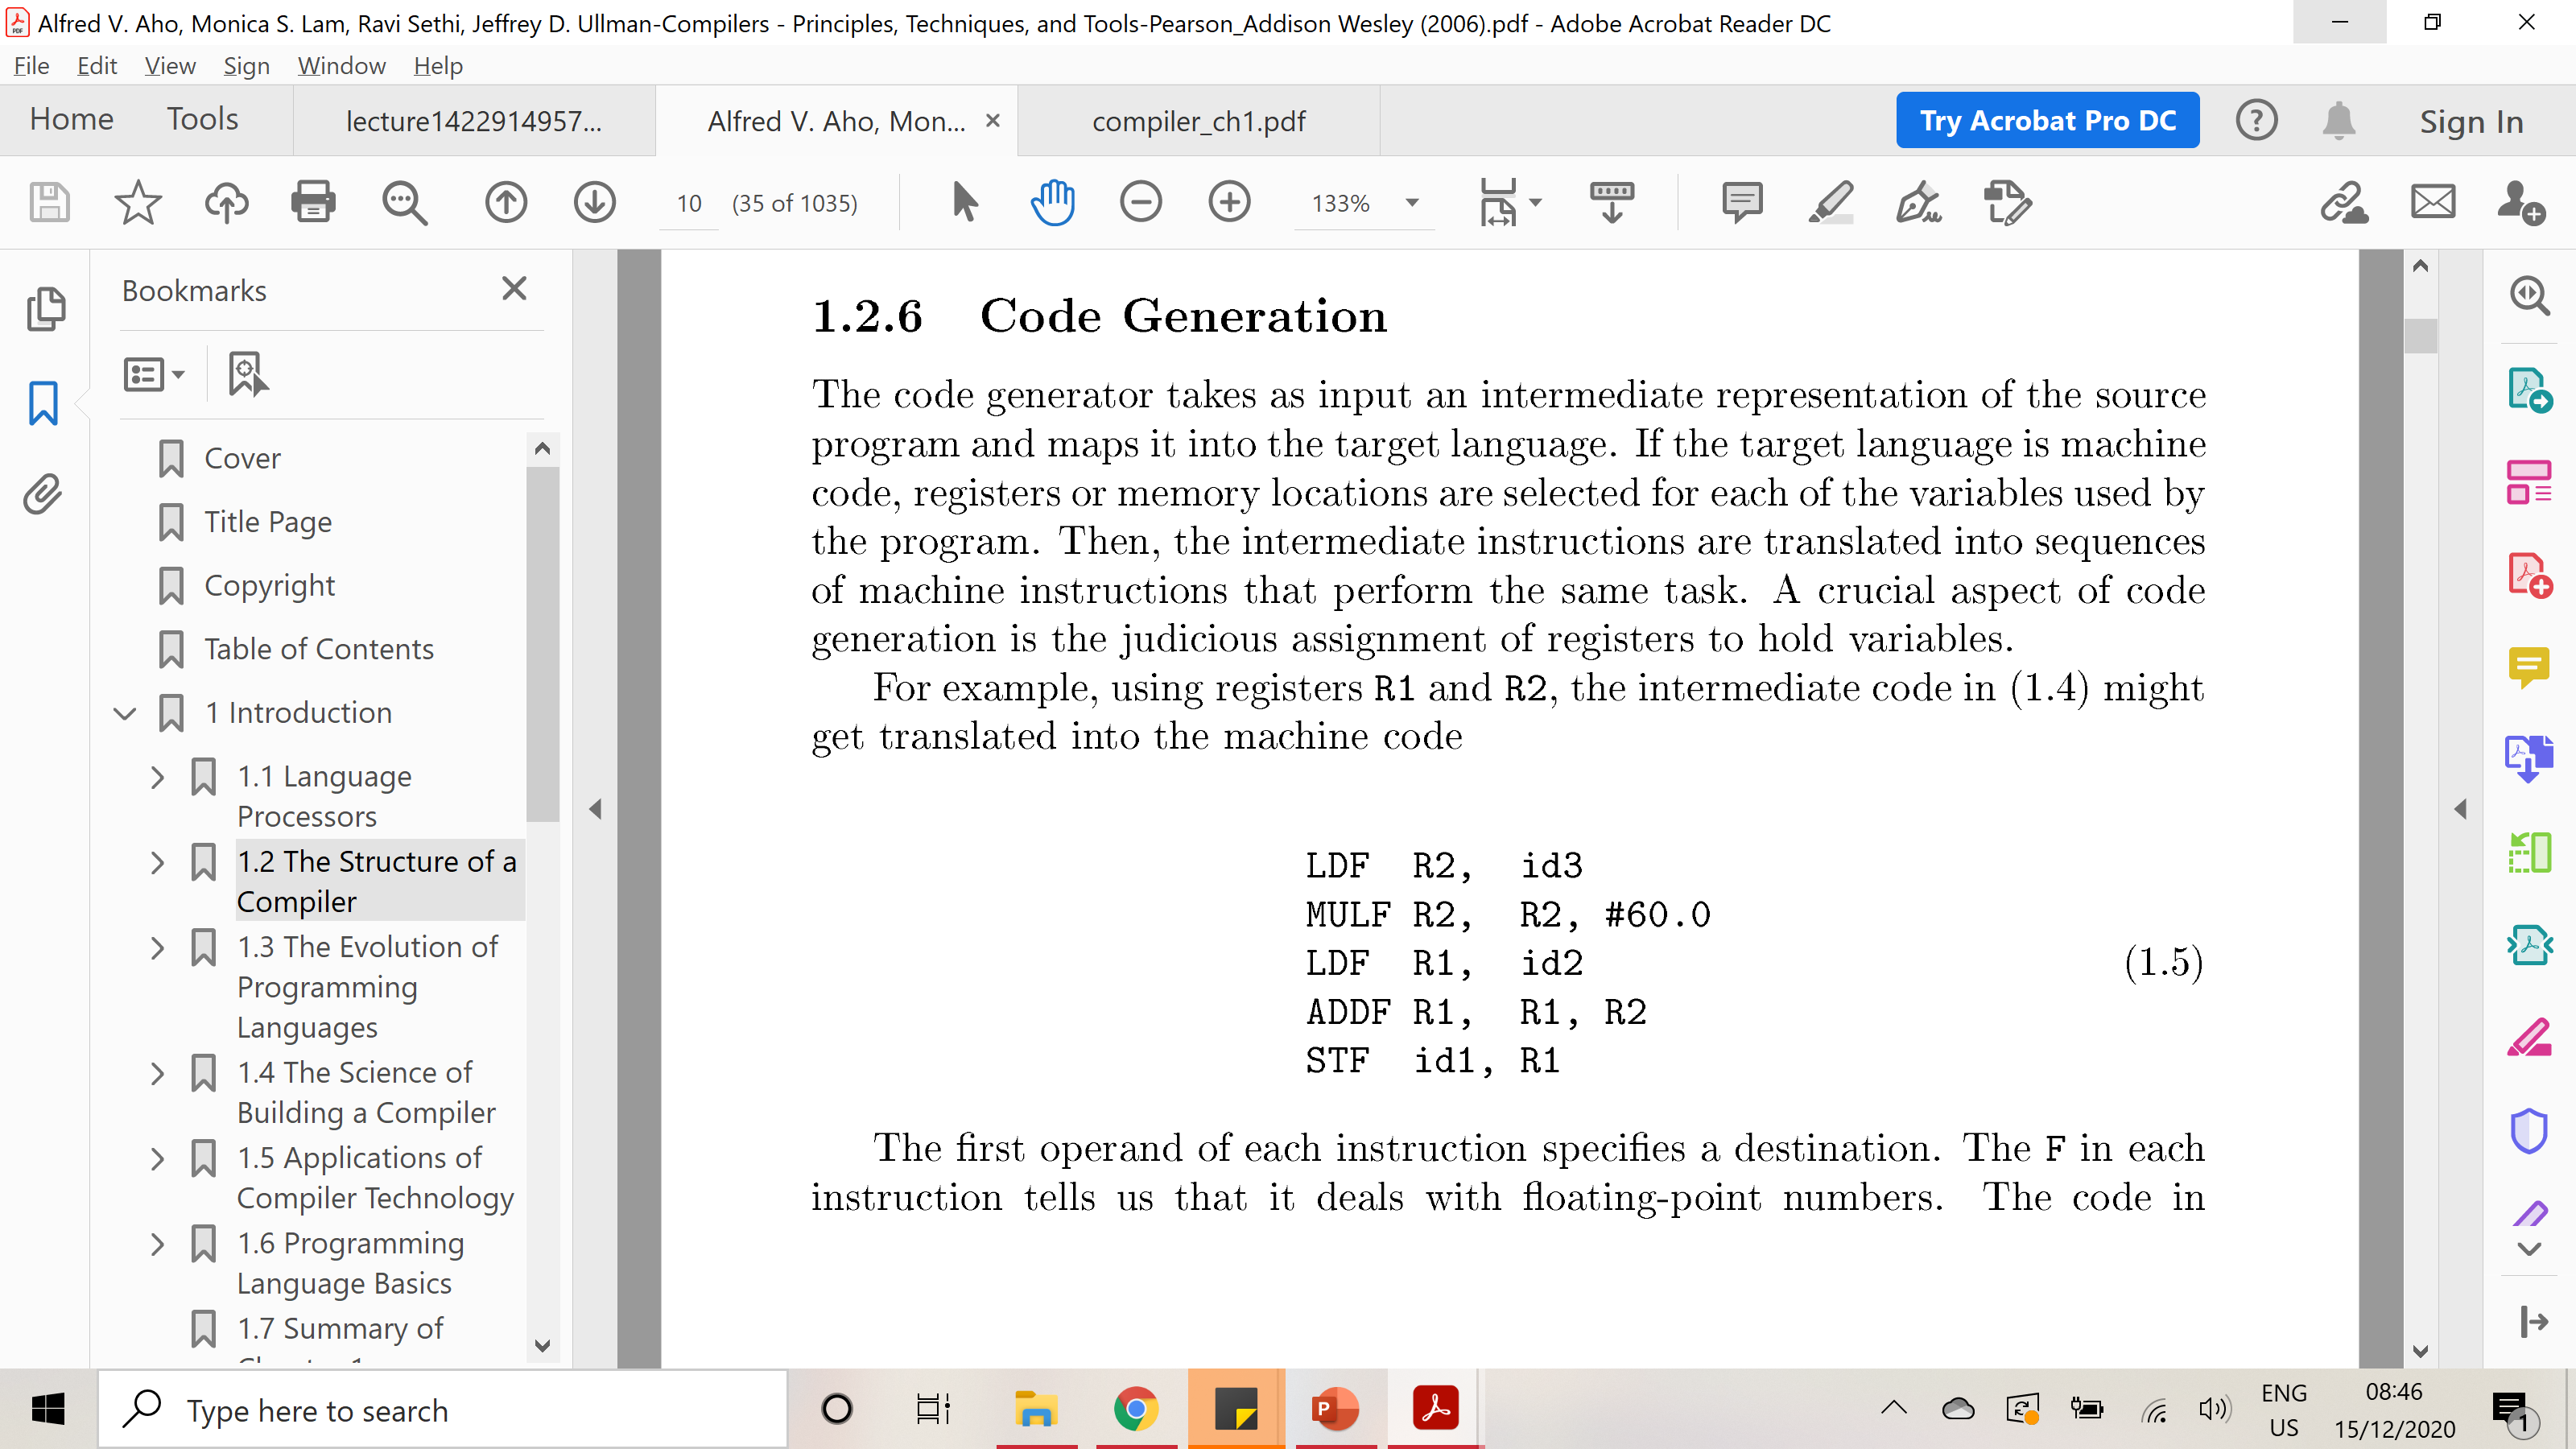 Alfred V. Aho, Monica S. Lam, Ravi Sethi, Jeffrey D. Ullman-Compilers - Principles, Techniques, and Tools-Pearson_Addison Wesley (2006).pdf - Adobe Acrobat Reader DC
File Edit View Sign Window Help
Home Tools lecture1422914957... Alfred V. Aho, Mon... compiler_ch1.pdf Try Acrobat Pro DC Sign In
10 (35 of 1035) 133%
Bookmarks
Cover
Title Page
Copyright
Table of Contents
1 Introduction
1.1 Language
Processors
1.2 The Structure of a
Compiler
1.3 The Evolution of
Programming
Languages
1.4 The Science of
Building a Compiler
1.5 Applications of
Compiler Technology
1.6 Programming
Language Basics
1.7 Summary of
1.2.6 Code Generation
The code generator takes as input an intermediate representation of the source
program and maps it into the target language. If the target language is machine
code, registers or memory locations are selected for each of the variables used by
the program. Then, the intermediate instructions are translated into sequences
of machine instructions that perform the same task. A crucial aspect of code
generation is the judicious assignment of registers to hold variables.
For example, using registers R1 and R2, the intermediate code in (1.4) might
get translated into the machine code
LDF R2, id3
MULF R2, R2, #60.0
LDF R1, id2
(1.5)
ADDF R1, R1, R2
STF id1, R1
The first operand of each instruction specifies a destination. The F in each
instruction tells us that it deals with floating-point numbers. The code in
Type here to search
ENG
US
08:46
15/12/2020
1